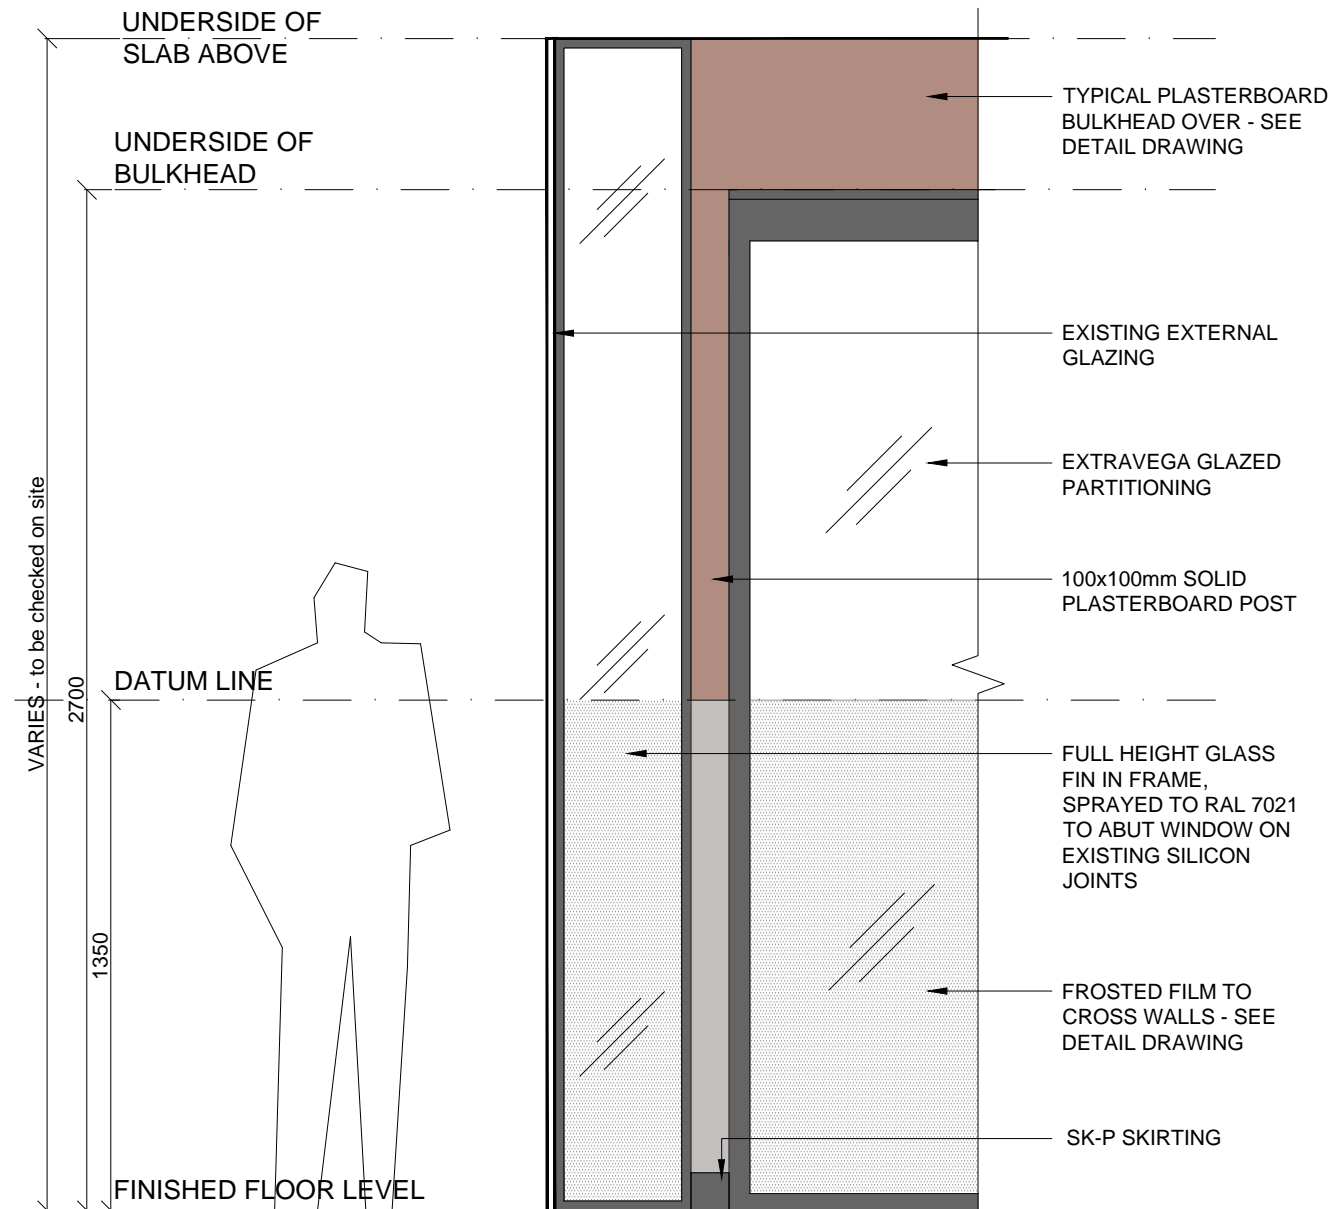 UNDERSIDE OF
SLAB ABOVE
UNDERSIDE OF
BULKHEAD
DATUM LINE
FINISHED FLOOR LEVEL
VARIES - to be checked on site
2700
1350
TYPICAL PLASTERBOARD
BULKHEAD OVER - SEE
DETAIL DRAWING
EXISTING EXTERNAL
GLAZING
EXTRAVEGA GLAZED
PARTITIONING
100x100mm SOLID
PLASTERBOARD POST
FULL HEIGHT GLASS
FIN IN FRAME,
SPRAYED TO RAL 7021
TO ABUT WINDOW ON
EXISTING SILICON
JOINTS
FROSTED FILM TO
CROSS WALLS - SEE
DETAIL DRAWING
SK-P SKIRTING